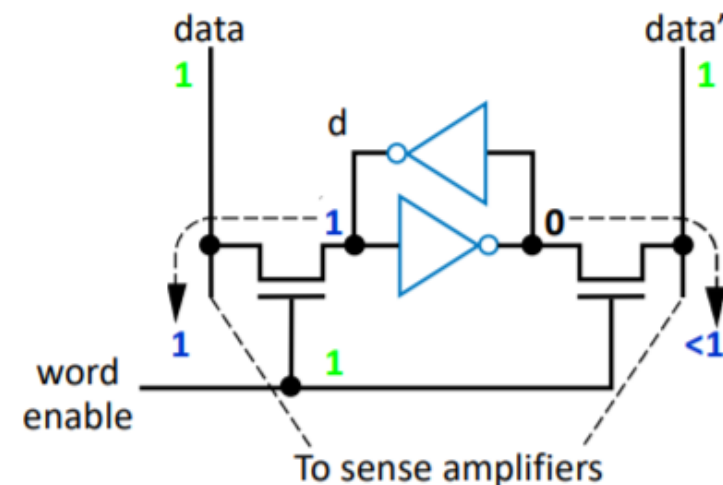 data data’
1 1
d
1 0
1 <1
word
enable
1
To sense amplifiers